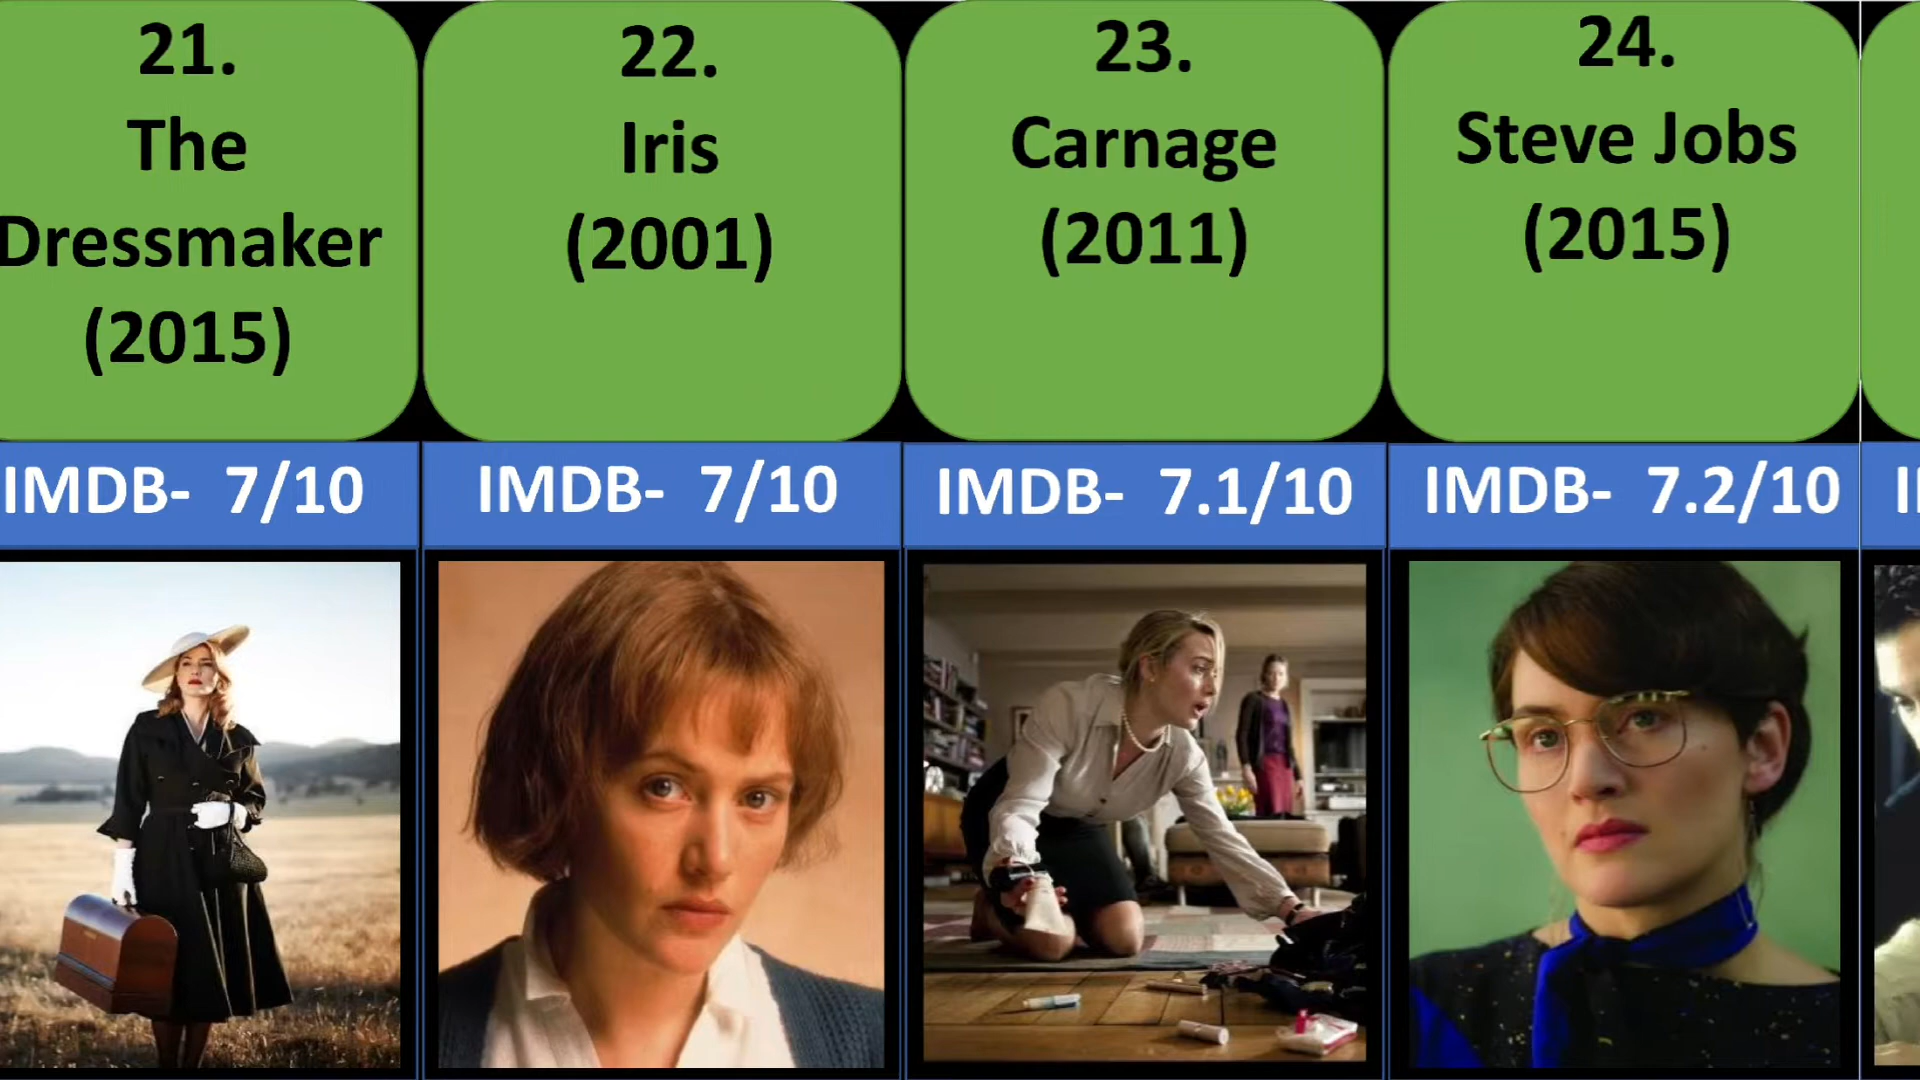 21.
The
Dressmaker
(2015)
22.
Iris
(2001)
23.
Carnage
(2011)
24.
Steve Jobs
(2015)
IMDB- 7/10
IMDB- 7/10
IMDB- 7.1/10
IMDB- 7.2/10